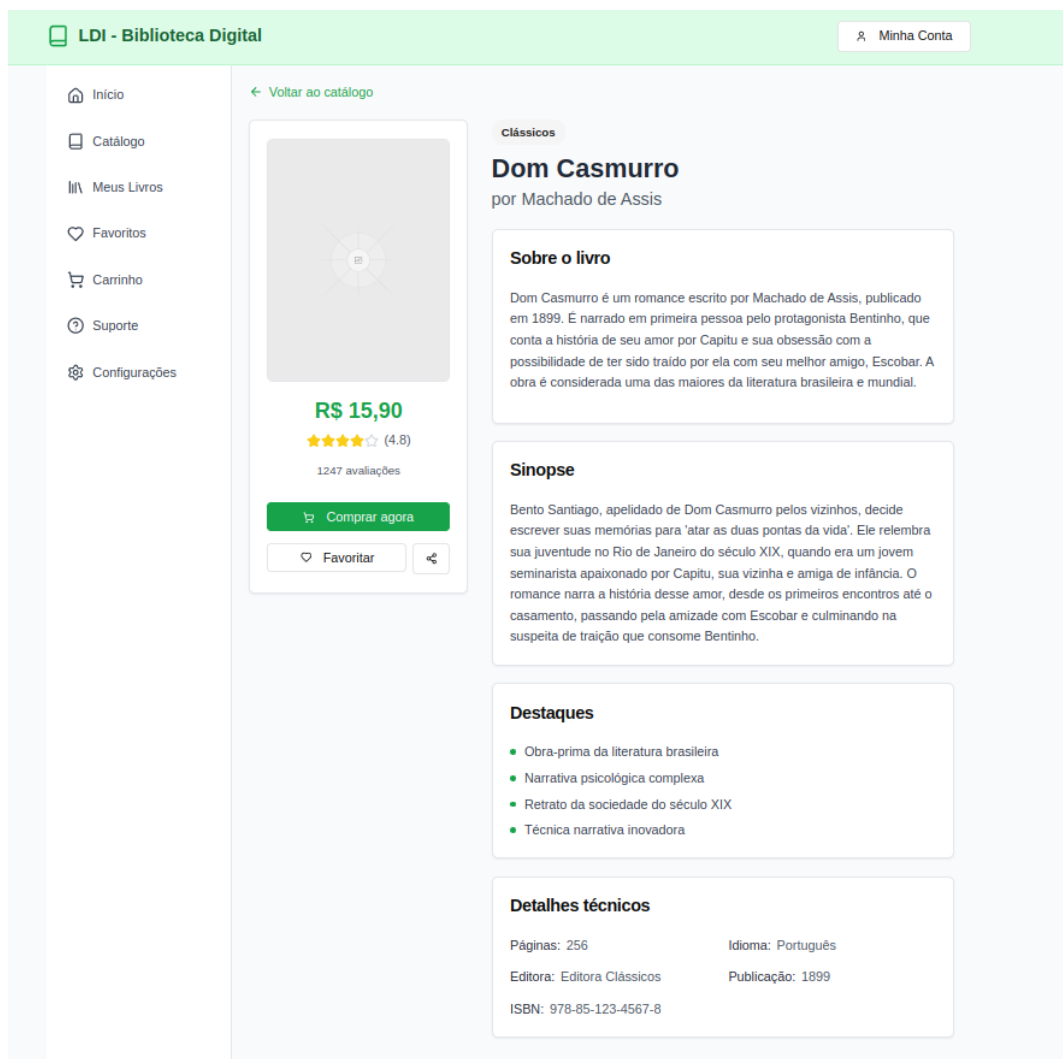 LDI - Biblioteca Digital
Minha Conta
Início
Catálogo
Meus Livros
Favoritos
Carrinho
Suporte
Configurações
Voltar ao catálogo
R$ 15,90
(4.8)
1247 avaliações
Comprar agora
Favoritar
Clássicos
Dom Casmurro
por Machado de Assis
Sobre o livro
Dom Casmurro é um romance escrito por Machado de Assis, publicado
em 1899. É narrado em primeira pessoa pelo protagonista Bentinho, que
conta a história de seu amor por Capitu e sua obsessão com a
possibilidade de ter sido traído por ela com seu melhor amigo, Escobar. A
obra é considerada uma das maiores da literatura brasileira e mundial.
Sinopse
Bento Santiago, apelidado de Dom Casmurro pelos vizinhos, decide
escrever suas memórias para 'atar as duas pontas da vida'. Ele relembra
sua juventude no Rio de Janeiro do século XIX, quando era um jovem
seminarista apaixonado por Capitu, sua vizinha e amiga de infância. O
romance narra a história desse amor, desde os primeiros encontros até o
casamento, passando pela amizade com Escobar e culminando na
suspeita de traição que consome Bentinho.
Destaques
Obra-prima da literatura brasileira
Narrativa psicológica complexa
Retrato da sociedade do século XIX
Técnica narrativa inovadora
Detalhes técnicos
Páginas: 256
Idioma: Português
Editora: Editora Clássicos
Publicação: 1899
ISBN: 978-85-123-4567-8